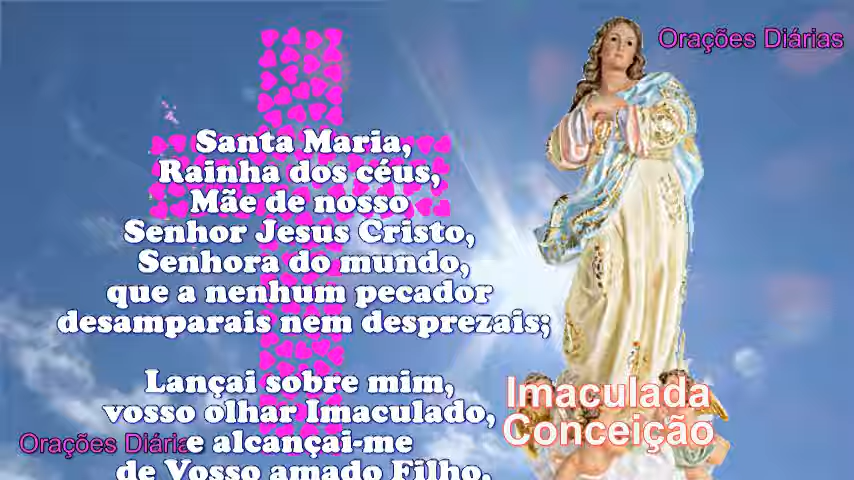 Orações Diárias
Santa Maria,
Rainha dos céus,
Mãe de nosso
Senhor Jesus Cristo,
Senhora do mundo,
que a nenhum pecador
desamparais nem desprezais;
Lançai sobre mim,
vosso olhar Imaculado,
e alcançai-me
de Vosso amado Filho,
Imaculada
Conceição
Orações Diária